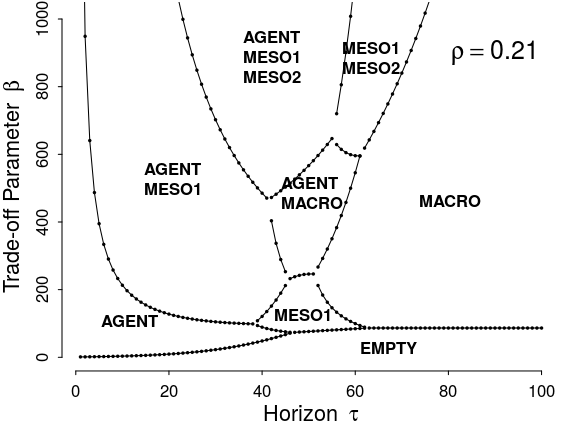 AGENT
MESO1
MESO2
MESO1
MESO2
ρ = 0.21
AGENT
MESO1
AGENT
MACRO
MACRO
AGENT
MESO1
EMPTY
Trade-off Parameter β
0
200
400
600
800
1000
0
20
40
60
80
100
Horizon τ